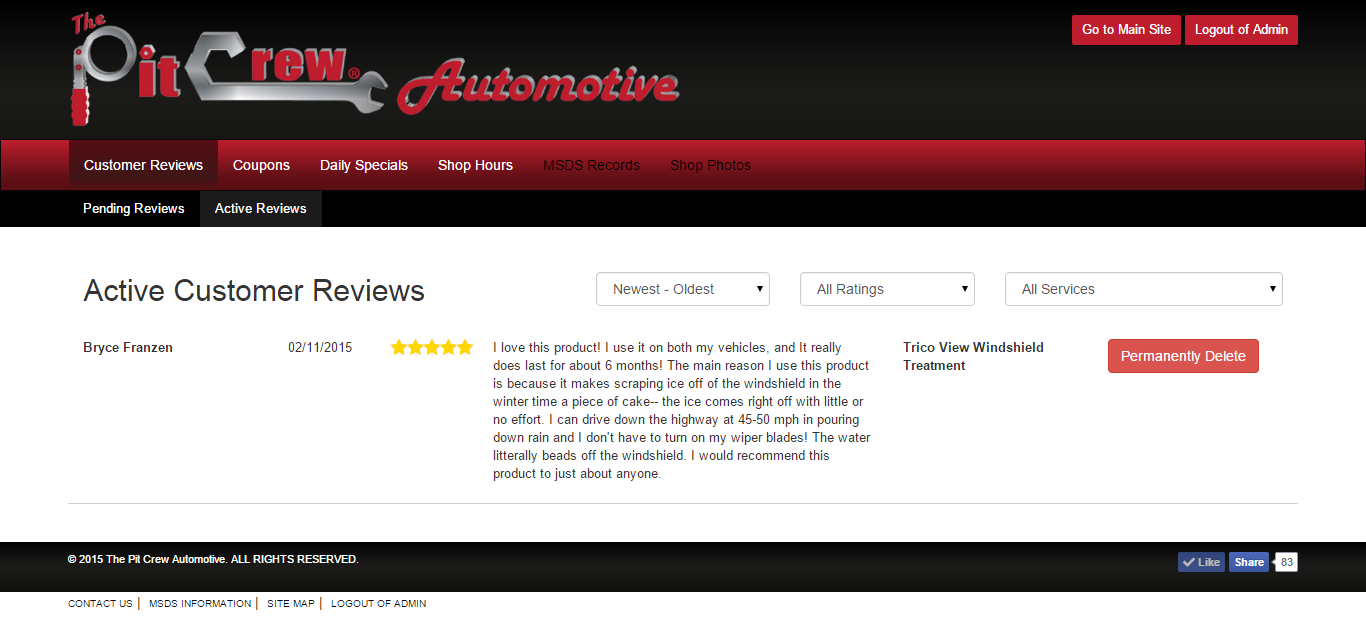 The
Pit Crew® Automotive
Go to Main Site Logout of Admin
Customer Reviews Coupons Daily Specials Shop Hours MSDS Records Shop Photos
Pending Reviews Active Reviews
Active Customer Reviews
Newest - Oldest All Ratings All Services
Bryce Franzen 02/11/2015
I love this product! I use it on both my vehicles, and It really
does last for about 6 months! The main reason I use this product
is because it makes scraping ice off of the windshield in the
winter time a piece of cake-- the ice comes right off with little or
no effort. I can drive down the highway at 45-50 mph in pouring
down rain and I don't have to turn on my wiper blades! The water
litterally beads off the windshield. I would recommend this
product to just about anyone.
Trico View Windshield
Treatment
Permanently Delete
© 2015 The Pit Crew Automotive. ALL RIGHTS RESERVED.
Like Share 83
CONTACT US | MSDS INFORMATION | SITE MAP | LOGOUT OF ADMIN